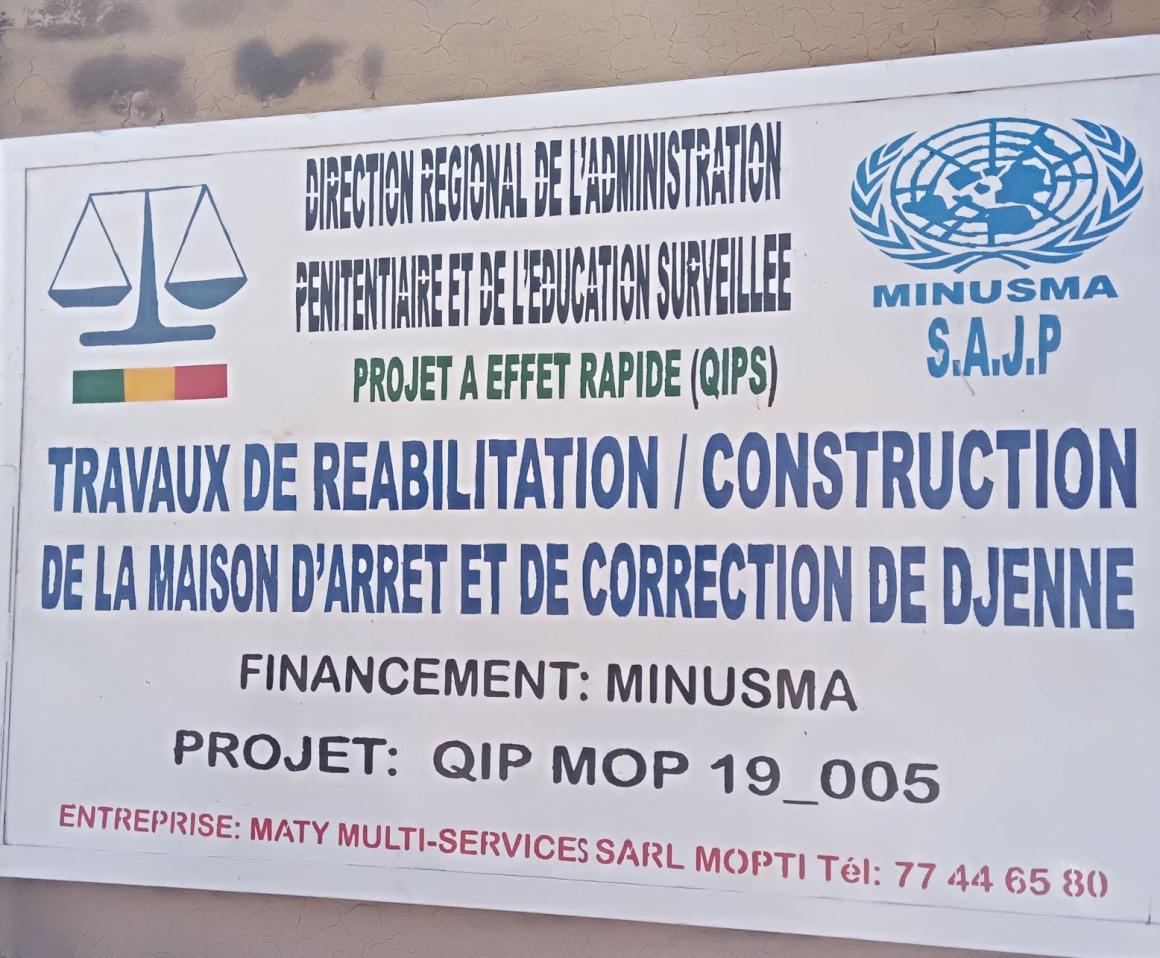 DIRECTION REGIONAL DE L'ADMINISTRATION
PENITENTIAIRE ET DE L'EDUCATION SURVEILLEE
PROJET A EFFET RAPIDE (QIPS)
MINUSMA
S.A.J.P
TRAVAUX DE REABILITATION / CONSTRUCTION
DE LA MAISON D'ARRET ET DE CORRECTION DE DJENNE
FINANCEMENT: MINUSMA
PROJET: QIP MOP 19_005
ENTREPRISE: MATY MULTI-SERVICES SARL MOPTI Tél: 77 44 65 80